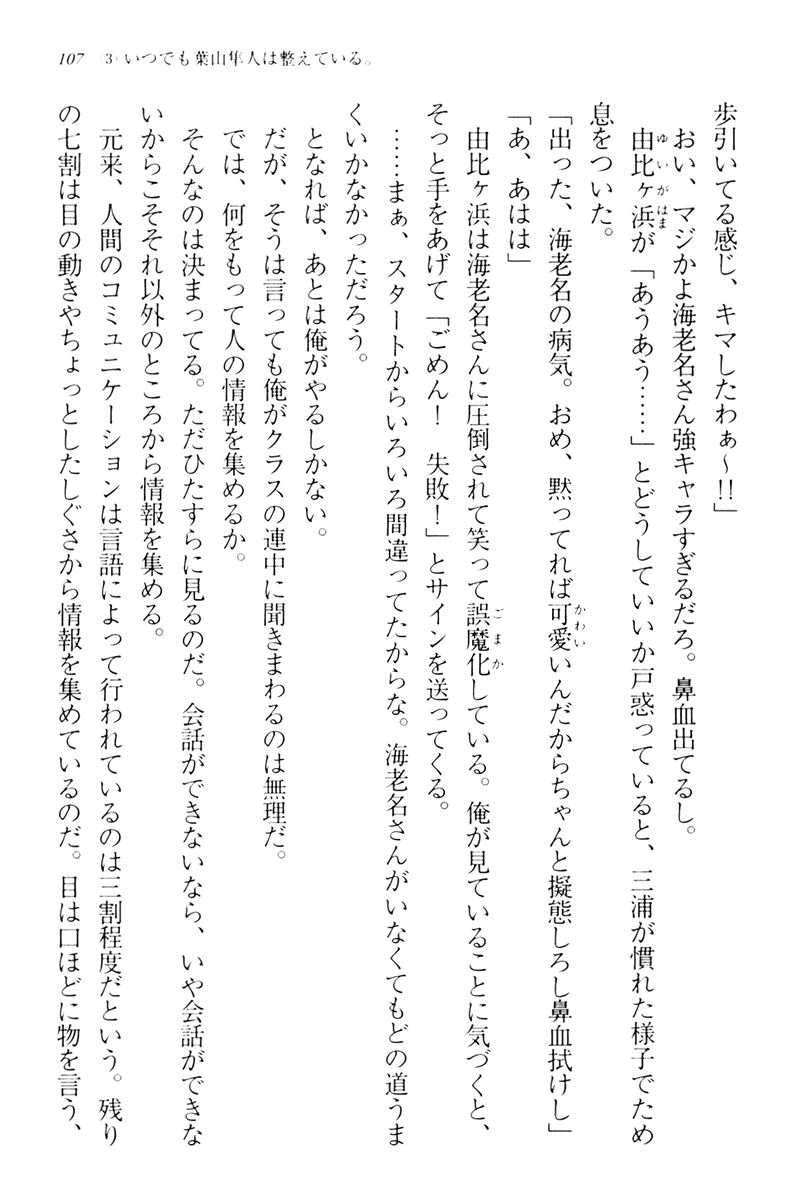 107 (3) いつでも葉山隼人は整えている。
歩引いてる感じ、キマしたわぁ～!!」
おい、マジかよ海老名さん強キャラすぎるだろ。鼻血出てるし。
由比ヶ浜が「あうあう……」とどうしていいか戸惑っていると、三浦が慣れた様子でため
ゆいがはま
息をついた。
「出った、海老名の病気。おめ、黙ってれば可愛いんだからちゃんと擬態しろし鼻血拭けし」
かわい
「あ、あはは」
由比ヶ浜は海老名さんに圧倒されて笑って誤魔化している。俺が見ていることに気づくと、
ごまか
そっと手をあげて「ごめん！　失敗！」とサインを送ってくる。
……まぁ、スタートからいろいろ間違ってたからな。海老名さんがいなくてもどの道うま
くいかなかっただろう。
となれば、あとは俺がやるしかない。
だが、そうは言っても俺がクラスの連中に聞きまわるのは無理だ。
では、何をもって人の情報を集めるか。
そんなのは決まってる。ただひたすらに見るのだ。会話ができないなら、いや会話ができな
いからこそそれ以外のところから情報を集める。
元来、人間のコミュニケーションは言語によって行われているのは三割程度だという。残り
の七割は目の動きやちょっとしたしぐさから情報を集めているのだ。目は口ほどに物を言う、